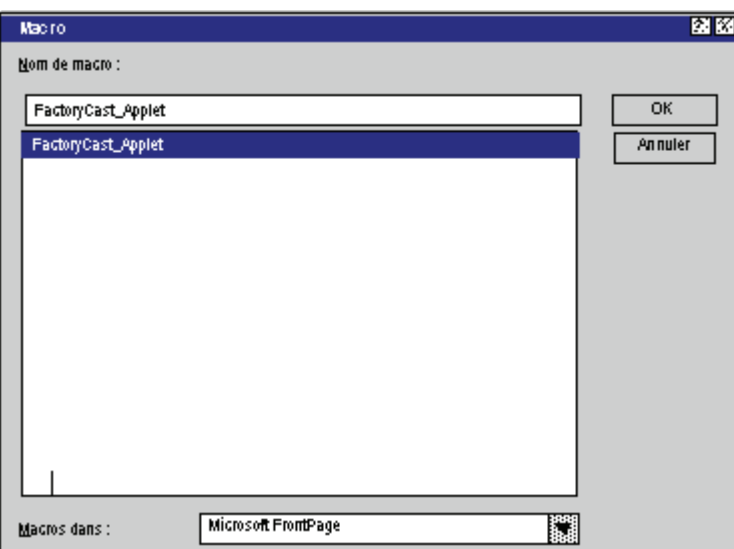 Macro
Nom de macro :
FactoryCast_Applet
OK
FactoryCast_Applet
Annuler
Macros dans :
Microsoft FrontPage